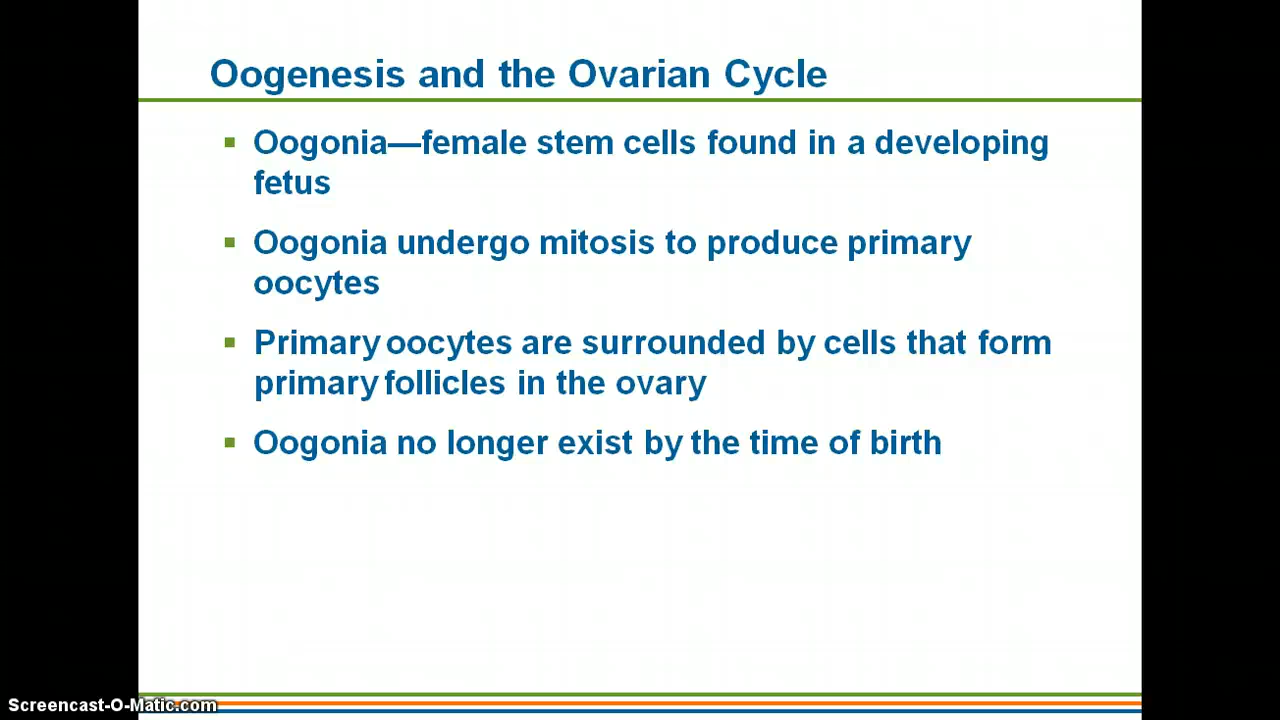 Oogenesis and the Ovarian Cycle
▪ Oogonia—female stem cells found in a developing
fetus
▪ Oogonia undergo mitosis to produce primary
oocytes
▪ Primary oocytes are surrounded by cells that form
primary follicles in the ovary
▪ Oogonia no longer exist by the time of birth
Screencast-O-Matic.com